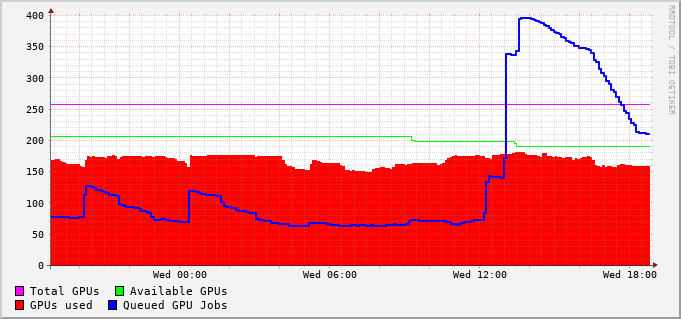 400
350
300
250
200
150
100
50
0
Wed 00:00 Wed 06:00 Wed 12:00 Wed 18:00
Total GPUs Available GPUs
GPUs used Queued GPU Jobs
RRDTOOL / TOBI OETIKER